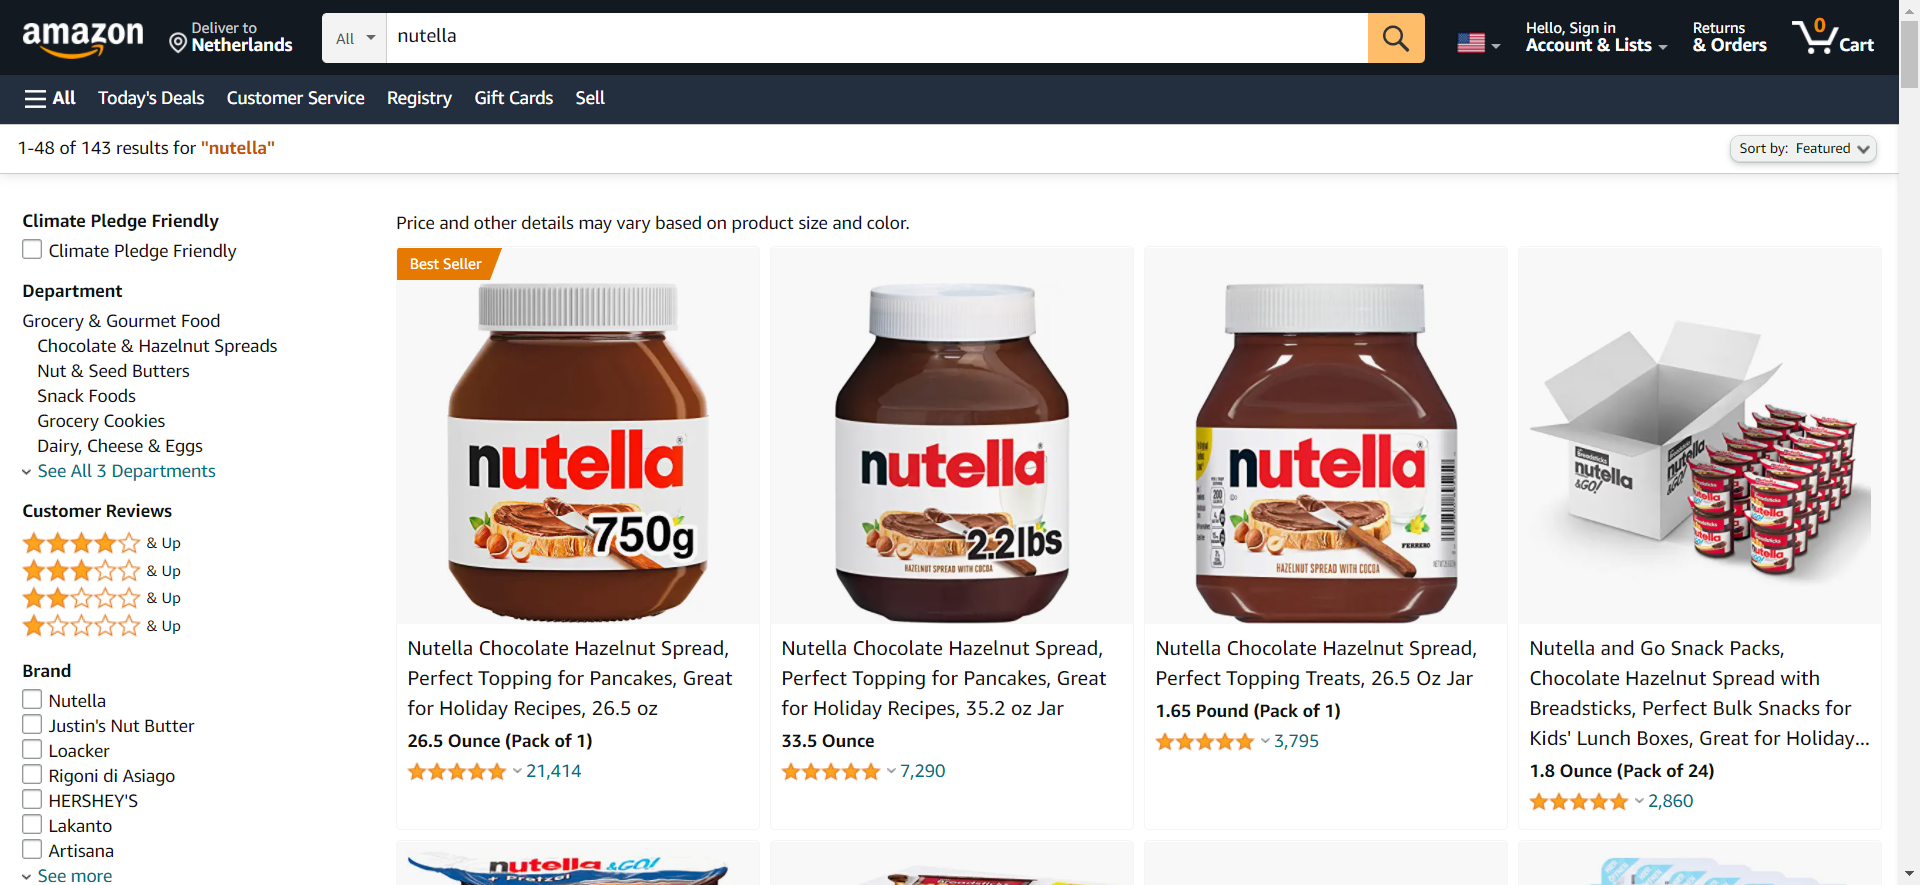 amazon
Deliver to
Netherlands
All
nutella
Hello, Sign in
Account & Lists
Returns
& Orders
0
Cart
All
Today's Deals
Customer Service
Registry
Gift Cards
Sell
1-48 of 143 results for "nutella"
Sort by: Featured
Climate Pledge Friendly
Climate Pledge Friendly
Department
Grocery & Gourmet Food
Chocolate & Hazelnut Spreads
Nut & Seed Butters
Snack Foods
Grocery Cookies
Dairy, Cheese & Eggs
See All 3 Departments
Customer Reviews
& Up
& Up
& Up
& Up
Brand
Nutella
Justin's Nut Butter
Loacker
Rigoni di Asiago
HERSHEY'S
Lakanto
Artisana
See more
Price and other details may vary based on product size and color.
Best Seller
nutella
750g
Nutella Chocolate Hazelnut Spread,
Perfect Topping for Pancakes, Great
for Holiday Recipes, 26.5 oz
26.5 Ounce (Pack of 1)
21,414
nutella
2.2lbs
HAZELNUT SPREAD WITH COCOA
Nutella Chocolate Hazelnut Spread,
Perfect Topping for Pancakes, Great
for Holiday Recipes, 35.2 oz Jar
33.5 Ounce
7,290
nutella
200
FERRERO
HAZELNUT SPREAD WITH COCOA
Nutella Chocolate Hazelnut Spread,
Perfect Topping Treats, 26.5 Oz Jar
1.65 Pound (Pack of 1)
3,795
Breadsticks
nutella
&GO!
nutella
nutella
nutella
nutella
Nutella and Go Snack Packs,
Chocolate Hazelnut Spread with
Breadsticks, Perfect Bulk Snacks for
Kids' Lunch Boxes, Great for Holiday...
1.8 Ounce (Pack of 24)
2,860
nutella &GO!
+ Pretzel